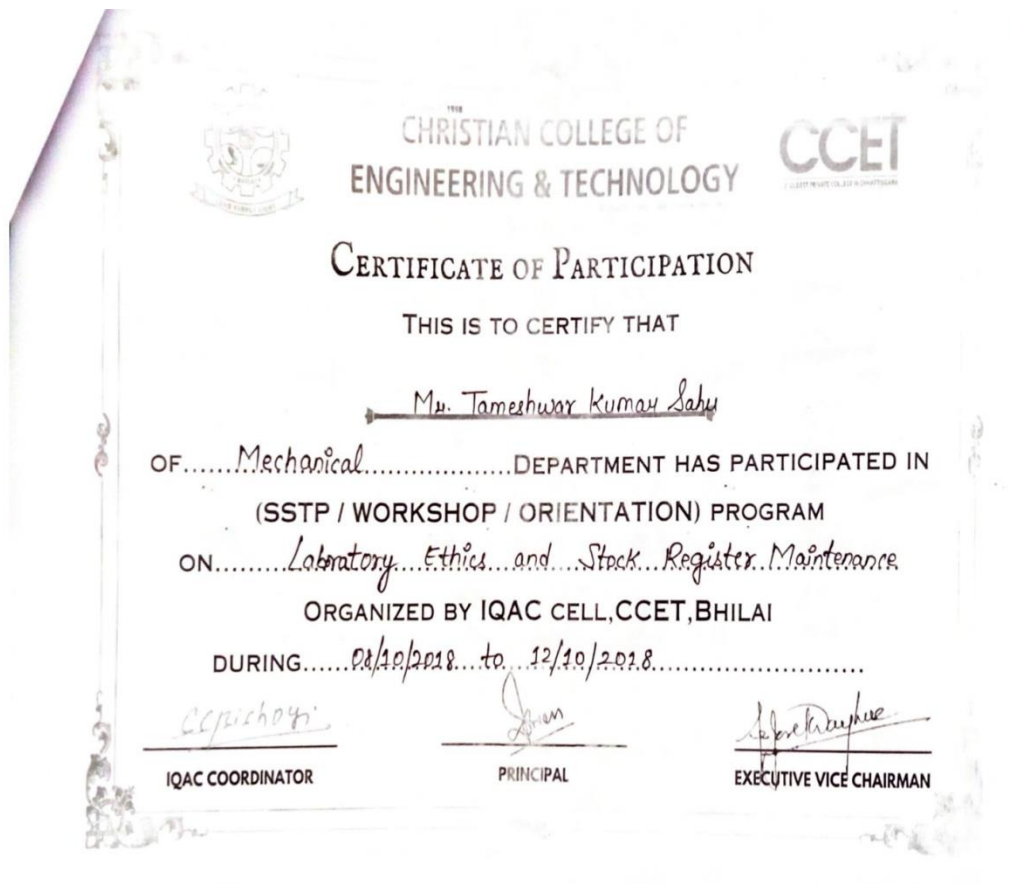 1998
CHRISTIAN COLLEGE OF
ENGINEERING & TECHNOLOGY
CCET
CERTIFICATE OF PARTICIPATION
THIS IS TO CERTIFY THAT
Mr. Tameshwar Kumar Sahu
OF......Mechanical..................DEPARTMENT HAS PARTICIPATED IN
(SSTP / WORKSHOP / ORIENTATION) PROGRAM
ON.........Laboratory...Ethics...and...Stock...Register..Maintenance
ORGANIZED BY IQAC CELL,CCET,BHILAI
DURING......08/10/2018...to...12/10/2018..........................
IQAC COORDINATOR
PRINCIPAL
EXECUTIVE VICE CHAIRMAN